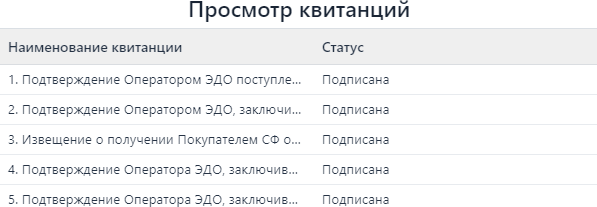 Просмотр квитанций
Наименование квитанции Статус
1. Подтверждение Оператором ЭДО поступле... Подписана
2. Подтверждение Оператором ЭДО, заключи... Подписана
3. Извещение о получении Покупателем СФ о... Подписана
4. Подтверждение Оператора ЭДО, заключив... Подписана
5. Подтверждение Оператора ЭДО, заключив... Подписана